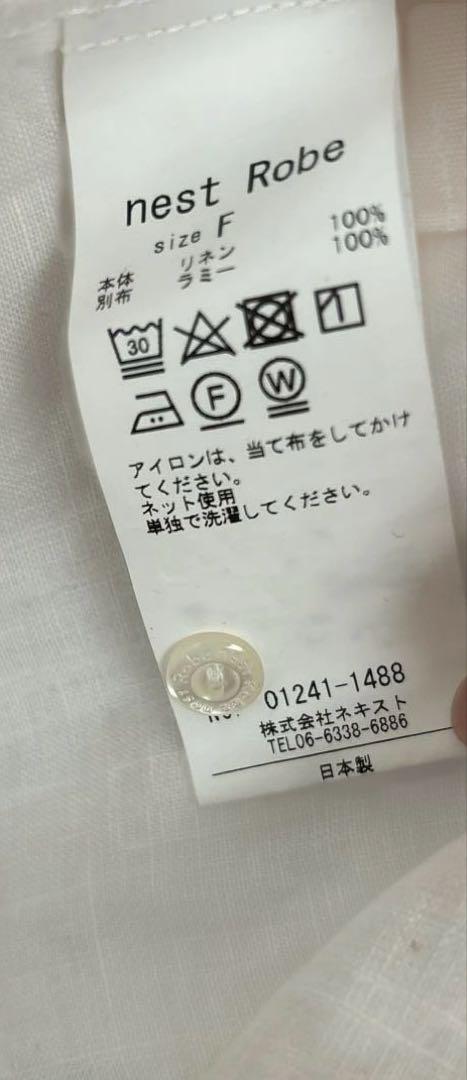 nest Robe
size F
本体 リネン 100%
別布 ラミー 100%
30
F W
アイロンは、当て布をしてかけ
てください。
ネット使用
単独で洗濯してください。
01241-1488
株式会社ネキスト
TEL06-6338-6886
日本製